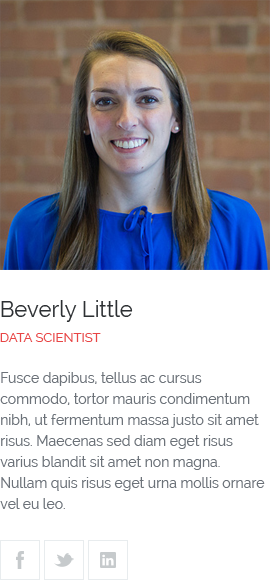 Beverly Little
DATA SCIENTIST
Fusce dapibus, tellus ac cursus
commodo, tortor mauris condimentum
nibh, ut fermentum massa justo sit amet
risus. Maecenas sed diam eget risus
varius blandit sit amet non magna.
Nullam quis risus eget urna mollis ornare
vel eu leo.